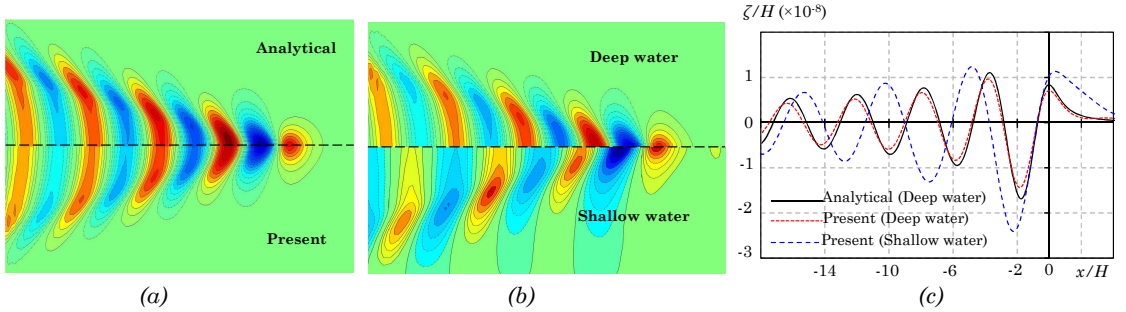 Analytical
Present
(a)
Deep water
Shallow water
(b)
ζ/H (×10-8)
1
0
-1
-2
-3
Analytical (Deep water)
Present (Deep water)
Present (Shallow water)
-14 -10 -6 -2 0 x/H
(c)